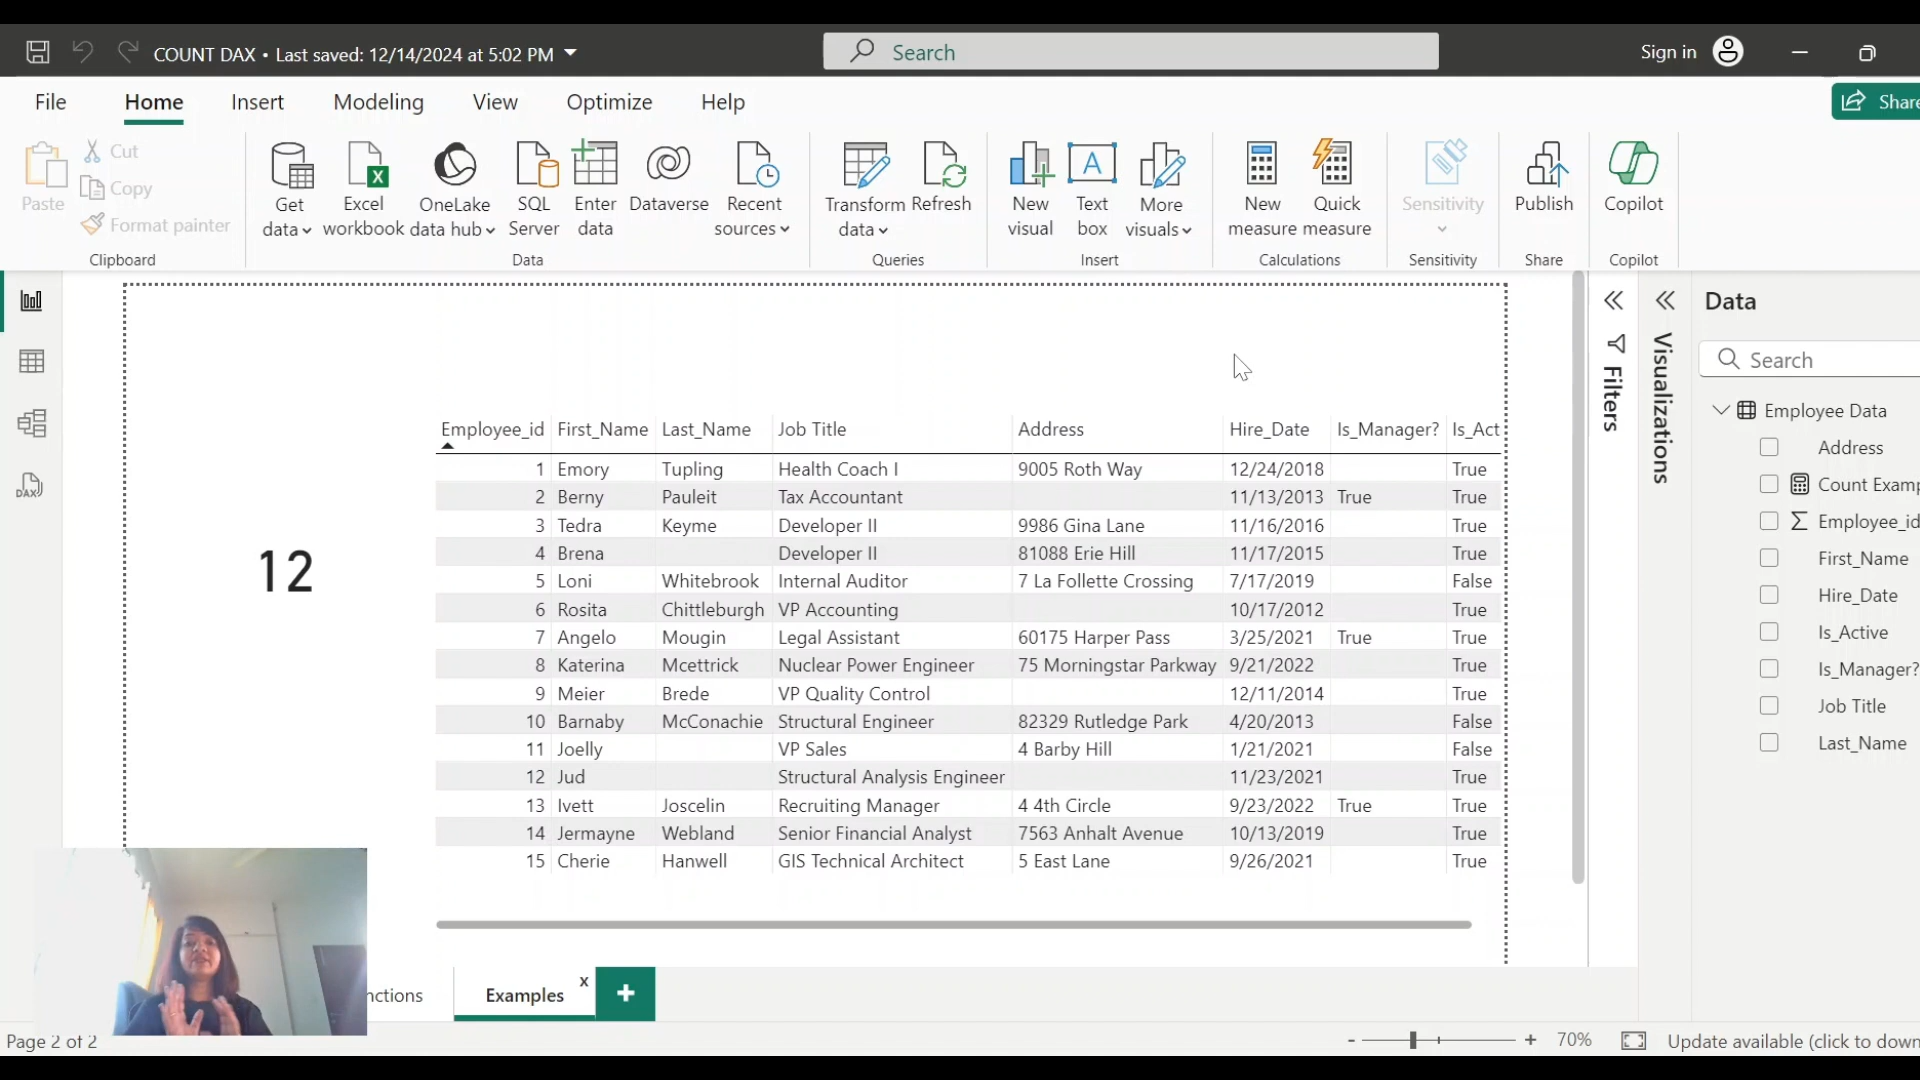 COUNT DAX • Last saved: 12/14/2024 at 5:02 PM
Search
Sign in
File Home Insert Modeling View Optimize Help
Share
Paste
Cut
Copy
Format painter
Clipboard
Get data
Excel workbook
OneLake data hub
SQL Server
Enter data
Dataverse
Recent sources
Data
Transform data
Refresh
Queries
New visual
Text box
More visuals
Insert
New measure
Quick measure
Calculations
Sensitivity
Sensitivity
Publish
Share
Copilot
Copilot
12
Employee_id First_Name Last_Name Job Title Address Hire_Date Is_Manager? Is_Act
1 Emory Tupling Health Coach I 9005 Roth Way 12/24/2018 True
2 Berny Pauleit Tax Accountant 11/13/2013 True True
3 Tedra Keyme Developer II 9986 Gina Lane 11/16/2016 True
4 Brena Developer II 81088 Erie Hill 11/17/2015 True
5 Loni Whitebrook Internal Auditor 7 La Follette Crossing 7/17/2019 False
6 Rosita Chittleburgh VP Accounting 10/17/2012 True
7 Angelo Mougin Legal Assistant 60175 Harper Pass 3/25/2021 True True
8 Katerina Mcettrick Nuclear Power Engineer 75 Morningstar Parkway 9/21/2022 True
9 Meier Brede VP Quality Control 12/11/2014 True
10 Barnaby McConachie Structural Engineer 82329 Rutledge Park 4/20/2013 False
11 Joelly VP Sales 4 Barby Hill 1/21/2021 False
12 Jud Structural Analysis Engineer 11/23/2021 True
13 Ivett Joscelin Recruiting Manager 4 4th Circle 9/23/2022 True True
14 Jermayne Webland Senior Financial Analyst 7563 Anhalt Avenue 10/13/2019 True
15 Cherie Hanwell GIS Technical Architect 5 East Lane 9/26/2021 True
Filters
Visualizations
Data
Search
Employee Data
Address
Count Examp
Employee_id
First_Name
Hire_Date
Is_Active
Is_Manager?
Job Title
Last_Name
DAX
nctions
Examples x
+
Page 2 of 2
- + 70%
Update available (click to down